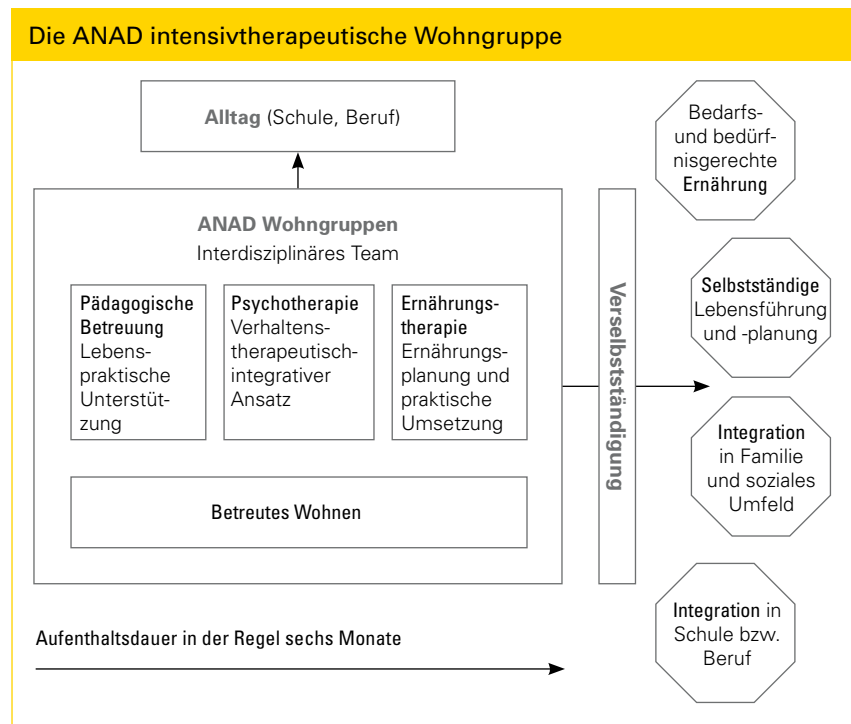 Die ANAD intensivtherapeutische Wohngruppe
Alltag (Schule, Beruf)
ANAD Wohngruppen
Interdisziplinäres Team
Pädagogische
Betreuung
Lebens-
praktische
Unterstüt-
zung
Psychotherapie
Verhaltens-
therapeutisch-
integrativer
Ansatz
Ernährungs-
therapie
Ernährungs-
planung und
praktische
Umsetzung
Betreutes Wohnen
Aufenthaltsdauer in der Regel sechs Monate
Verselbstständigung
Bedarfs-
und bedürf-
nisgerechte
Ernährung
Selbstständige
Lebensführung
und -planung
Integration
in Familie
und soziales
Umfeld
Integration in
Schule bzw.
Beruf